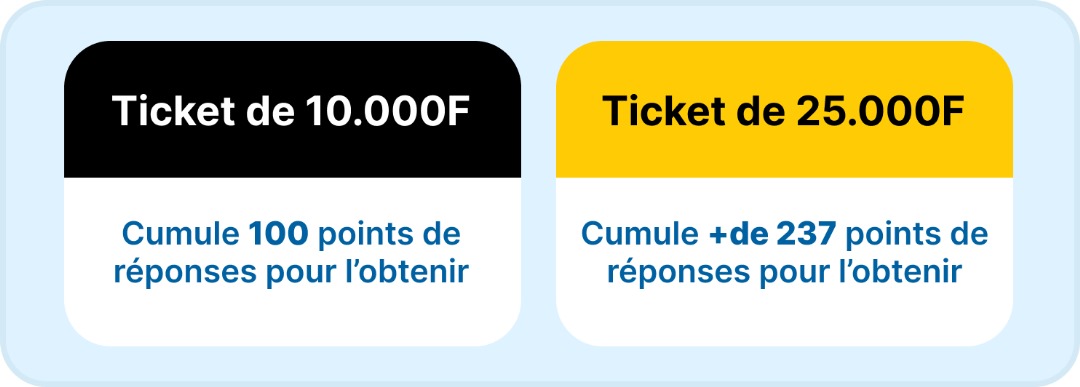 Ticket de 10.000F
Cumule 100 points de
réponses pour l’obtenir
Ticket de 25.000F
Cumule +de 237 points de
réponses pour l’obtenir